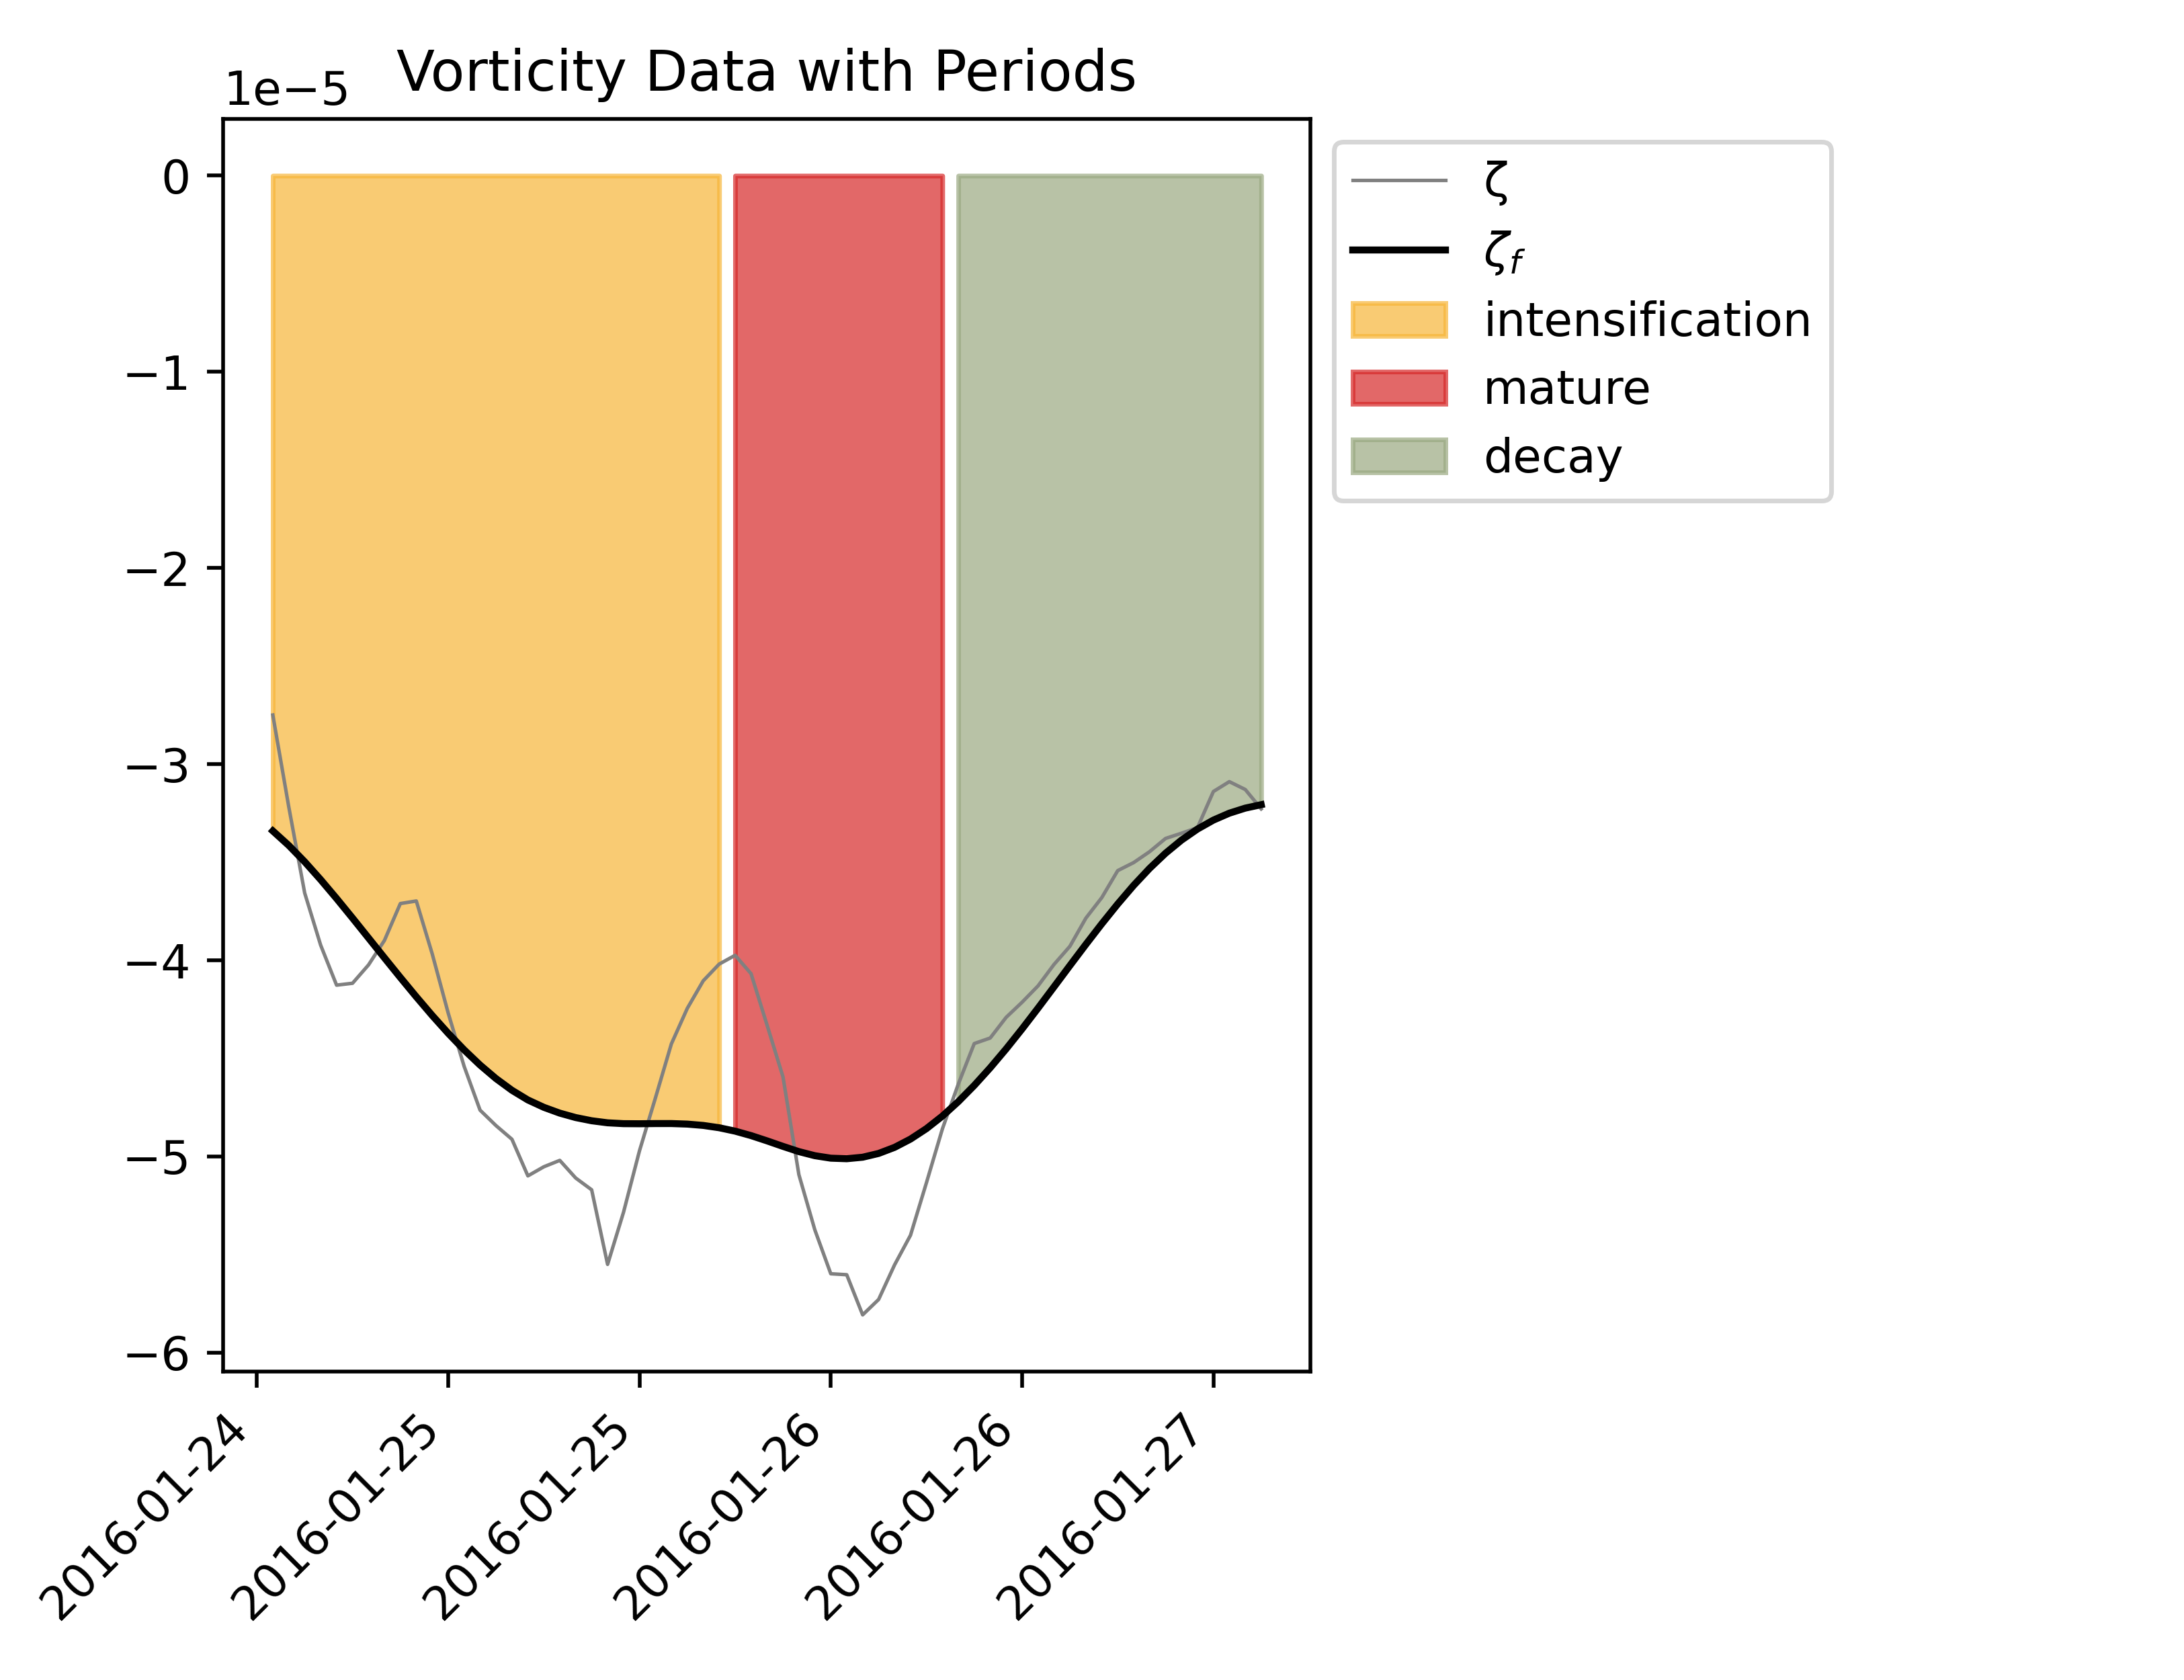 Vorticity Data with Periods
1e−5
0
−1
−2
−3
−4
−5
−6
2016-01-24
2016-01-25
2016-01-25
2016-01-26
2016-01-26
2016-01-27
ζ
ζf
intensification
mature
decay